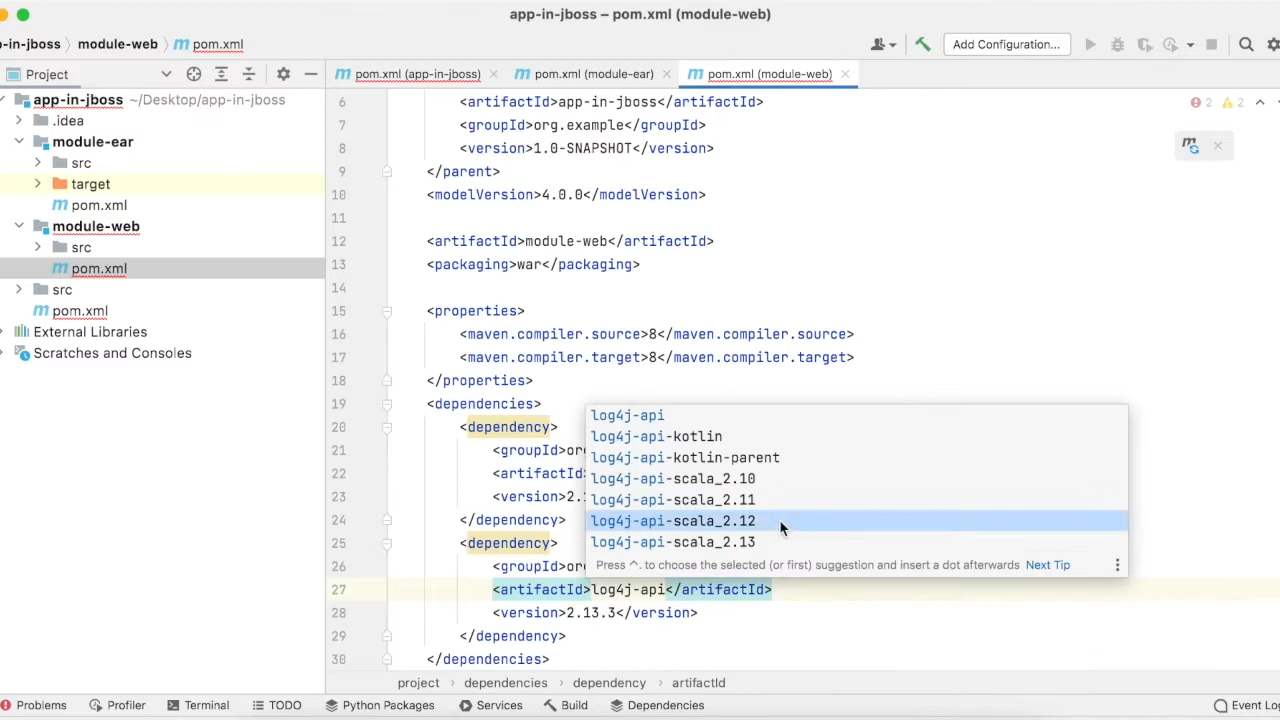 app-in-jboss – pom.xml (module-web)
p-in-jboss module-web pom.xml
Add Configuration...
Project
pom.xml (app-in-jboss)
pom.xml (module-ear)
pom.xml (module-web)
app-in-jboss ~/Desktop/app-in-jboss
.idea
module-ear
src
target
pom.xml
module-web
src
pom.xml
src
pom.xml
External Libraries
Scratches and Consoles
6 <artifactId>app-in-jboss</artifactId>
7 <groupId>org.example</groupId>
8 <version>1.0-SNAPSHOT</version>
9 </parent>
10 <modelVersion>4.0.0</modelVersion>
11
12 <artifactId>module-web</artifactId>
13 <packaging>war</packaging>
14
15 <properties>
16 <maven.compiler.source>8</maven.compiler.source>
17 <maven.compiler.target>8</maven.compiler.target>
18 </properties>
19 <dependencies>
20 <dependency>
21 <groupId>
22 <artifactId>
23 <version>2.
24 </dependency>
25 <dependency>
26 <groupId>
27 <artifactId>log4j-api</artifactId>
28 <version>2.13.3</version>
29 </dependency>
30 </dependencies>
2 2
log4j-api
log4j-api-kotlin
log4j-api-kotlin-parent
log4j-api-scala_2.10
log4j-api-scala_2.11
log4j-api-scala_2.12
log4j-api-scala_2.13
Press ^. to choose the selected (or first) suggestion and insert a dot afterwards Next Tip
project dependencies dependency artifactId
Problems Profiler Terminal TODO Python Packages Services Build Dependencies Event Log